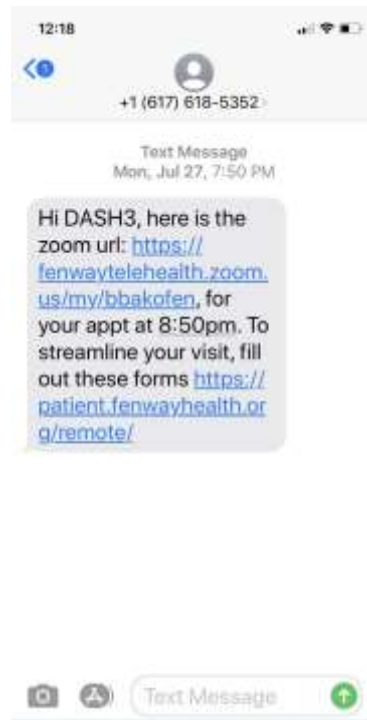 12:18
1
+1 (617) 618-5352
Text Message
Mon, Jul 27, 7:50 PM
Hi DASH3, here is the
zoom url: https://
fenwaytelehealth.zoom.
us/my/bbakofen, for
your appt at 8:50pm. To
streamline your visit, fill
out these forms https://
patient.fenwayhealth.or
g/remote/
Text Message